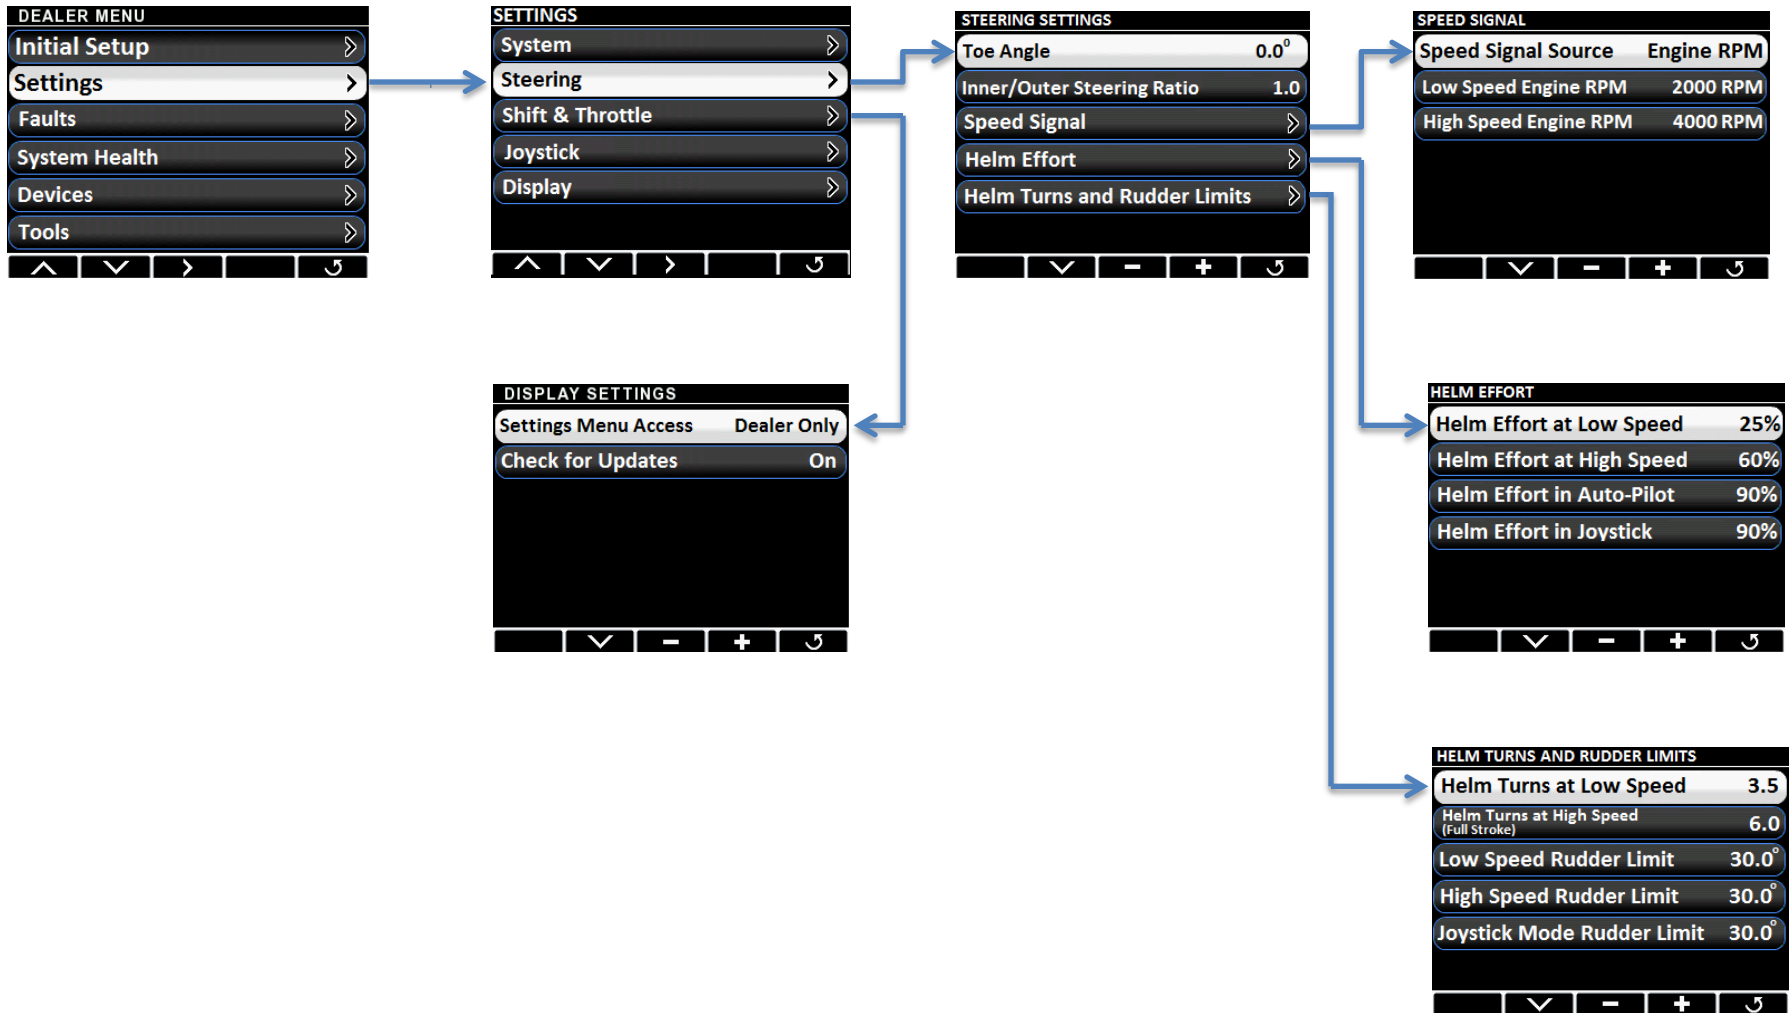 DEALER MENU
Initial Setup
Settings
Faults
System Health
Devices
Tools
SETTINGS
System
Steering
Shift & Throttle
Joystick
Display
STEERING SETTINGS
Toe Angle 0.0°
Inner/Outer Steering Ratio 1.0
Speed Signal
Helm Effort
Helm Turns and Rudder Limits
SPEED SIGNAL
Speed Signal Source Engine RPM
Low Speed Engine RPM 2000 RPM
High Speed Engine RPM 4000 RPM
DISPLAY SETTINGS
Settings Menu Access Dealer Only
Check for Updates On
HELM EFFORT
Helm Effort at Low Speed 25%
Helm Effort at High Speed 60%
Helm Effort in Auto-Pilot 90%
Helm Effort in Joystick 90%
HELM TURNS AND RUDDER LIMITS
Helm Turns at Low Speed 3.5
Helm Turns at High Speed
(Full Stroke) 6.0
Low Speed Rudder Limit 30.0°
High Speed Rudder Limit 30.0°
Joystick Mode Rudder Limit 30.0°